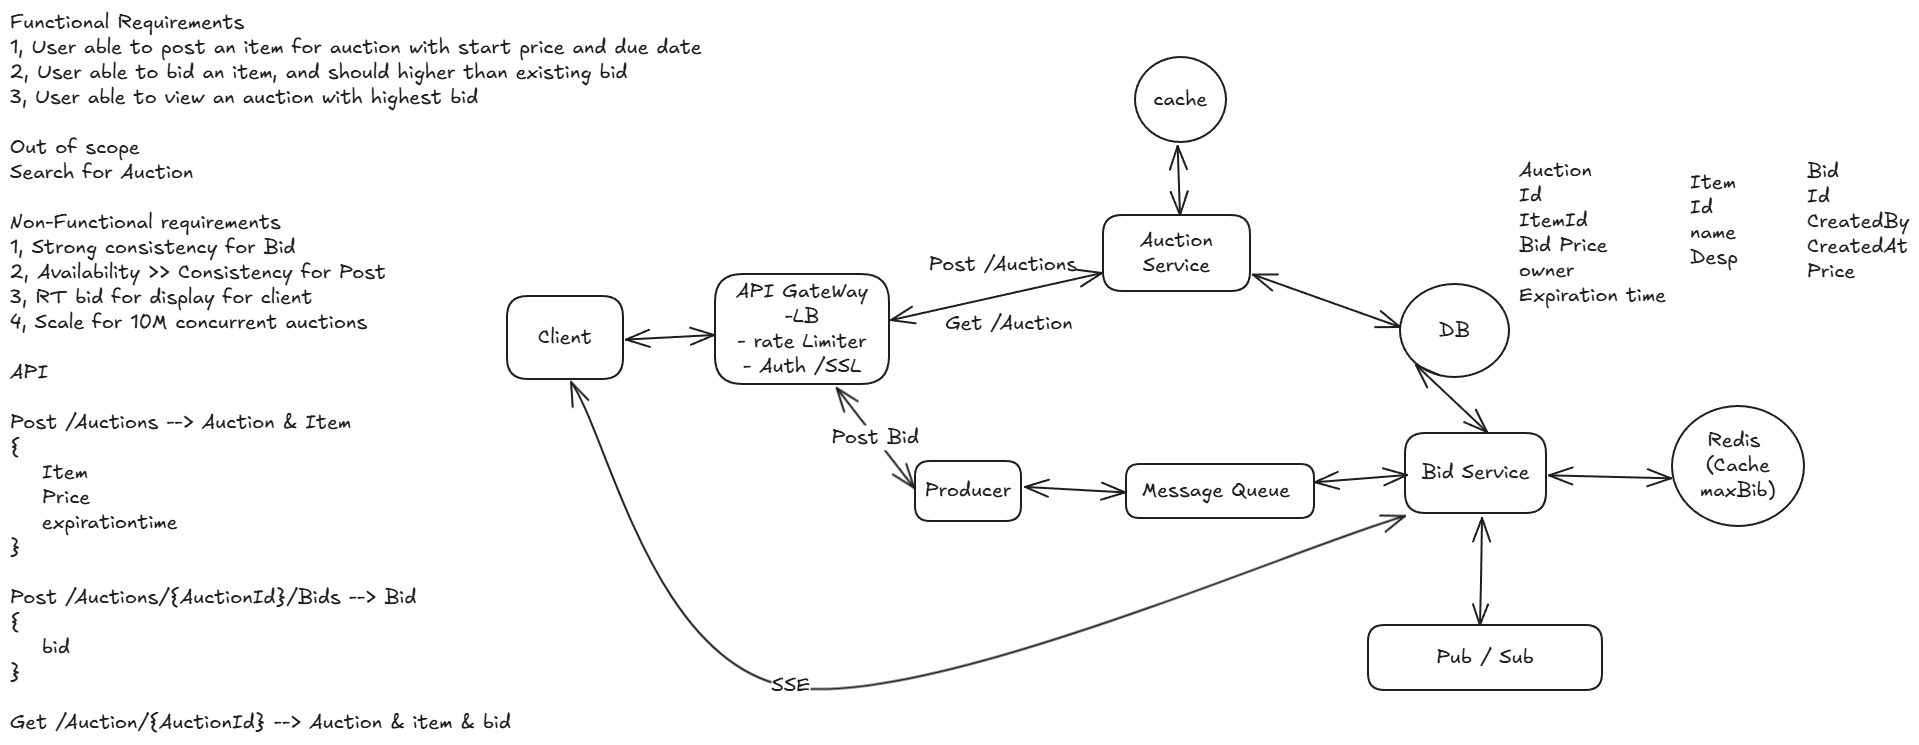 Functional Requirements
1, User able to post an item for auction with start price and due date
2, User able to bid an item, and should higher than existing bid
3, User able to view an auction with highest bid
Out of scope
Search for Auction
Non-Functional requirements
1, Strong consistency for Bid
2, Availability >> Consistency for Post
3, RT bid for display for client
4, Scale for 10M concurrent auctions
API
Post /Auctions --> Auction & Item
{
Item
Price
expirationtime
}
Post /Auctions/{AuctionId}/Bids --> Bid
{
bid
}
Get /Auction/{AuctionId} --> Auction & item & bid
Client
API GateWay
-LB
- rate Limiter
- Auth /SSL
Post /Auctions
Get /Auction
cache
Auction
Service
DB
Post Bid
Producer
Message Queue
Bid Service
Redis
(Cache
maxBib)
Pub / Sub
SSE
Auction
Id
ItemId
Bid Price
owner
Expiration time
Item
Id
name
Desp
Bid
Id
CreatedBy
CreatedAt
Price